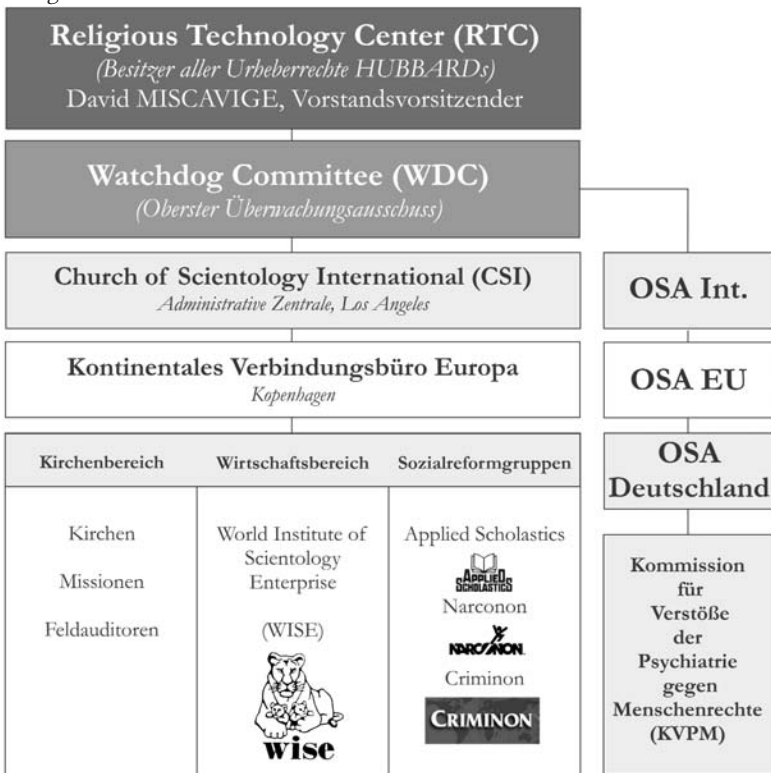 Religious Technology Center (RTC)
(Besitzer aller Urheberrechte HUBBARDs)
David MISCAVIGE, Vorstandsvorsitzender
Watchdog Committee (WDC)
(Oberster Überwachungsausschuss)
Church of Scientology International (CSI)
Administrative Zentrale, Los Angeles
Kontinentales Verbindungsbüro Europa
Kopenhagen
Kirchenbereich
Kirchen
Missionen
Feldauditoren
Wirtschaftsbereich
World Institute of
Scientology
Enterprise
(WISE)
wise
Sozialreformgruppen
Applied Scholastics
APPLIED
SCHOLASTICS
Narconon
NARCONON
Criminon
CRIMINON
OSA Int.
OSA EU
OSA
Deutschland
Kommission
für
Verstöße
der
Psychiatrie
gegen
Menschenrechte
(KVPM)